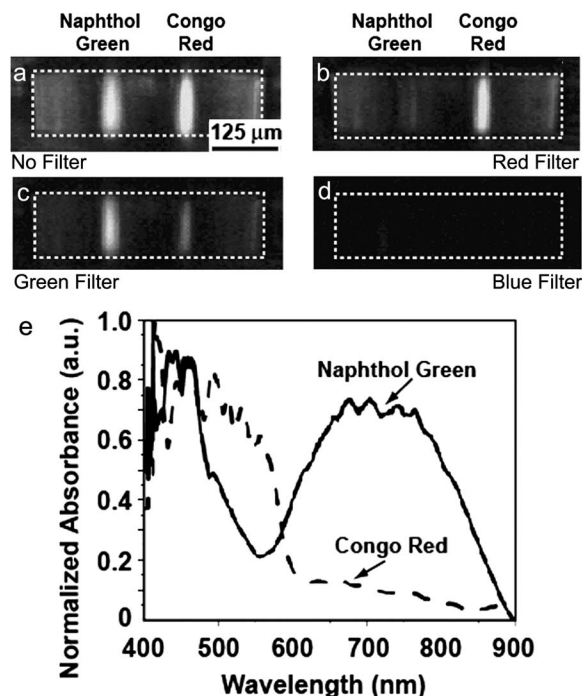 Naphthol Green
Congo Red
Naphthol Green
Congo Red
a
b
125 μm
No Filter
Red Filter
c
d
Green Filter
Blue Filter
e
Normalized Absorbance (a.u.)
1.0
0.8
0.6
0.4
0.2
0
Naphthol Green
Congo Red
400 500 600 700 800 900
Wavelength (nm)